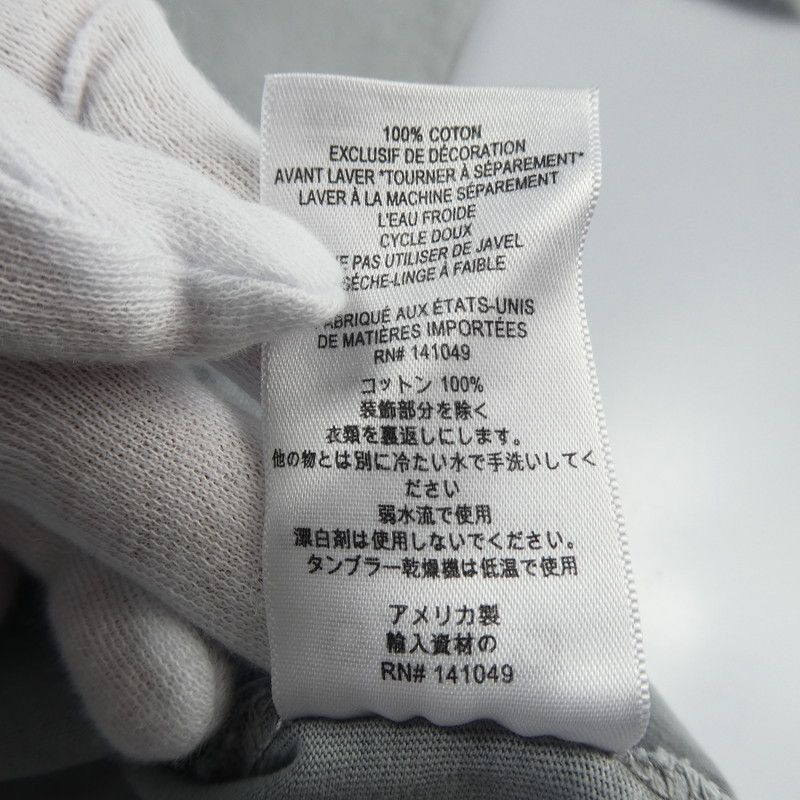 100% COTON
EXCLUSIF DE DÉCORATION
AVANT LAVER "TOURNER À SÉPAREMENT"
LAVER À LA MACHINE SÉPAREMENT
L'EAU FROIDE
CYCLE DOUX
PAS UTILISER DE JAVEL
À FAIBLE
AUX ÉTATS-UNIS
DE MATIÈRES IMPORTÉES
RN# 141049
コットン 100%
装飾部分を除く
衣類を裏返しにします。
他の物とは別に冷たい水で手洗いしてく
ださい
弱水流で使用
漂白剤は使用しないでください。
タンブラー乾燥機は低温で使用
アメリカ製
輸入資材の
RN# 141049